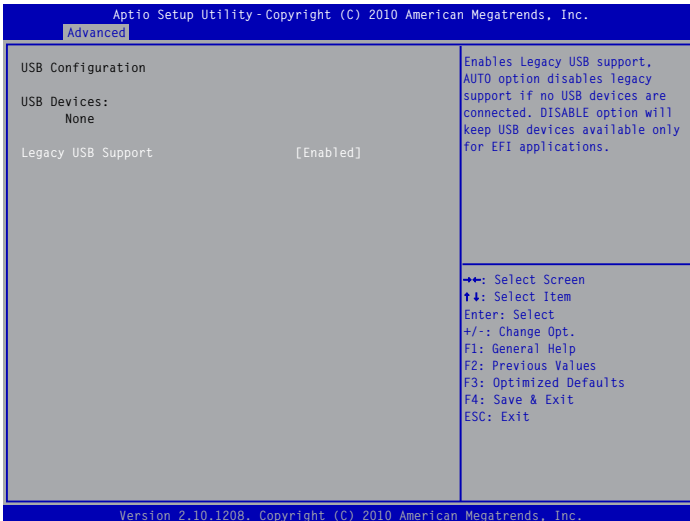 Aptio Setup Utility - Copyright (C) 2010 American Megatrends, Inc.
Advanced
USB Configuration
USB Devices:
None
Legacy USB Support [Enabled]
Enables Legacy USB support,
AUTO option disables legacy
support if no USB devices are
connected. DISABLE option will
keep USB devices available only
for EFI applications.
→←: Select Screen
↑↓: Select Item
Enter: Select
+/-: Change Opt.
F1: General Help
F2: Previous Values
F3: Optimized Defaults
F4: Save & Exit
ESC: Exit
Version 2.10.1208. Copyright (C) 2010 American Megatrends, Inc.